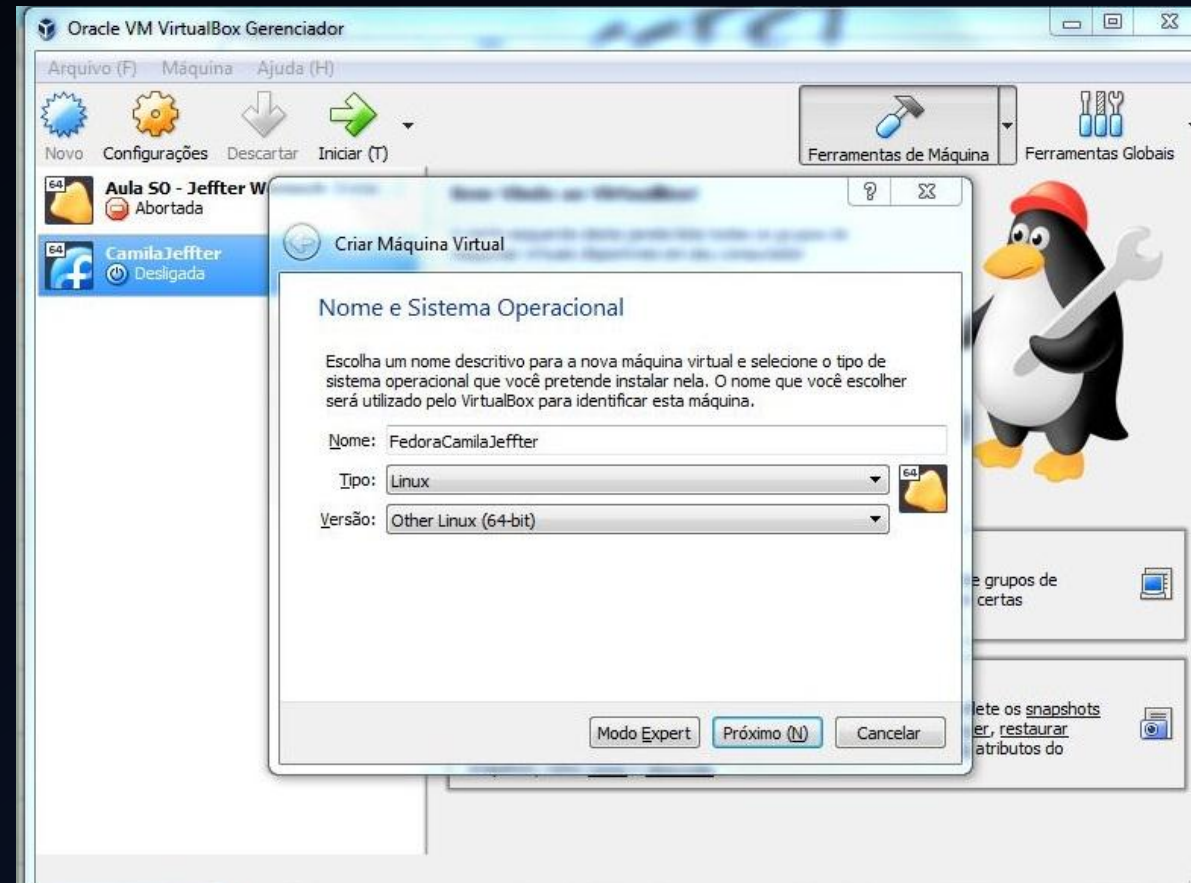 Oracle VM VirtualBox Gerenciador
Arquivo (F) Máquina Ajuda (H)
Novo Configurações Descartar Iniciar (T)
Ferramentas de Máquina Ferramentas Globais
64
Aula SO - Jeffter W
Abortada
64
CamilaJeffter
Desligada
Criar Máquina Virtual
Nome e Sistema Operacional
Escolha um nome descritivo para a nova máquina virtual e selecione o tipo de
sistema operacional que você pretende instalar nela. O nome que você escolher
será utilizado pelo VirtualBox para identificar esta máquina.
Nome: FedoraCamilaJeffter
Tipo: Linux
64
Versão: Other Linux (64-bit)
e grupos de
certas
lete os snapshots
er, restaurar
atributos do
Modo Expert Próximo (N) Cancelar